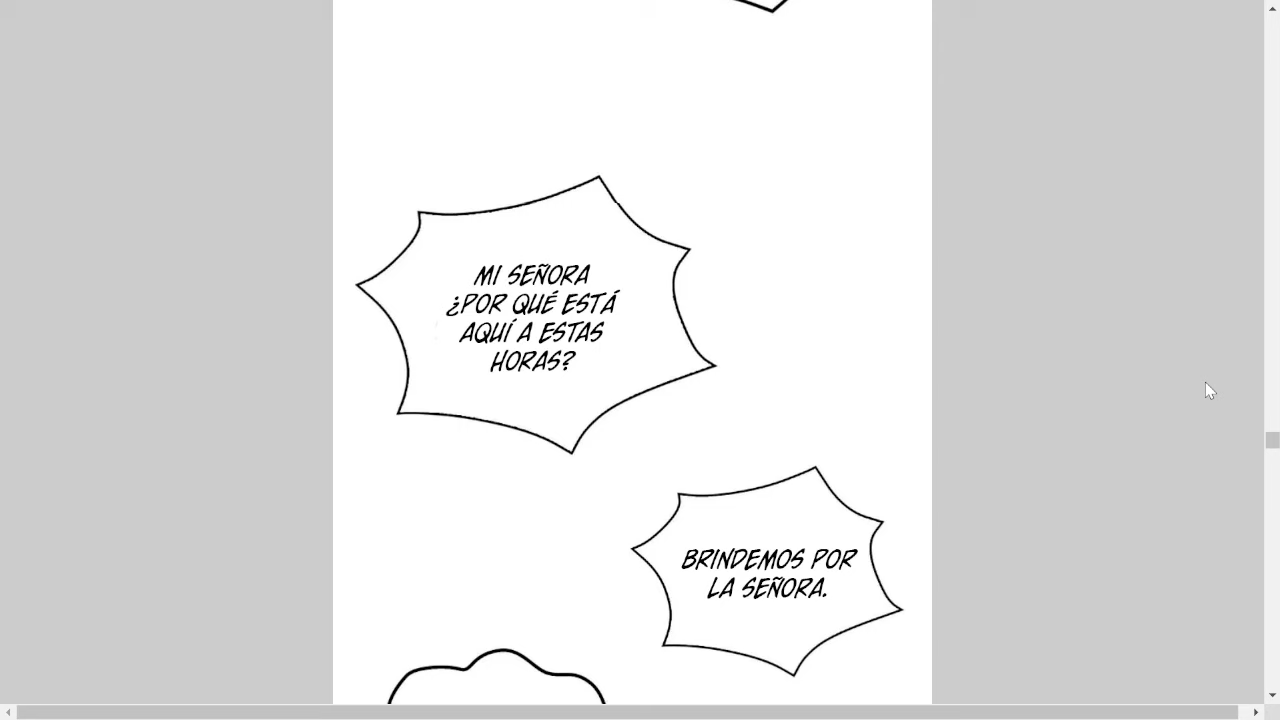 MI SEÑORA
¿POR QUÉ ESTÁ
AQUÍ A ESTAS
HORAS?
BRINDEMOS POR
LA SEÑORA.